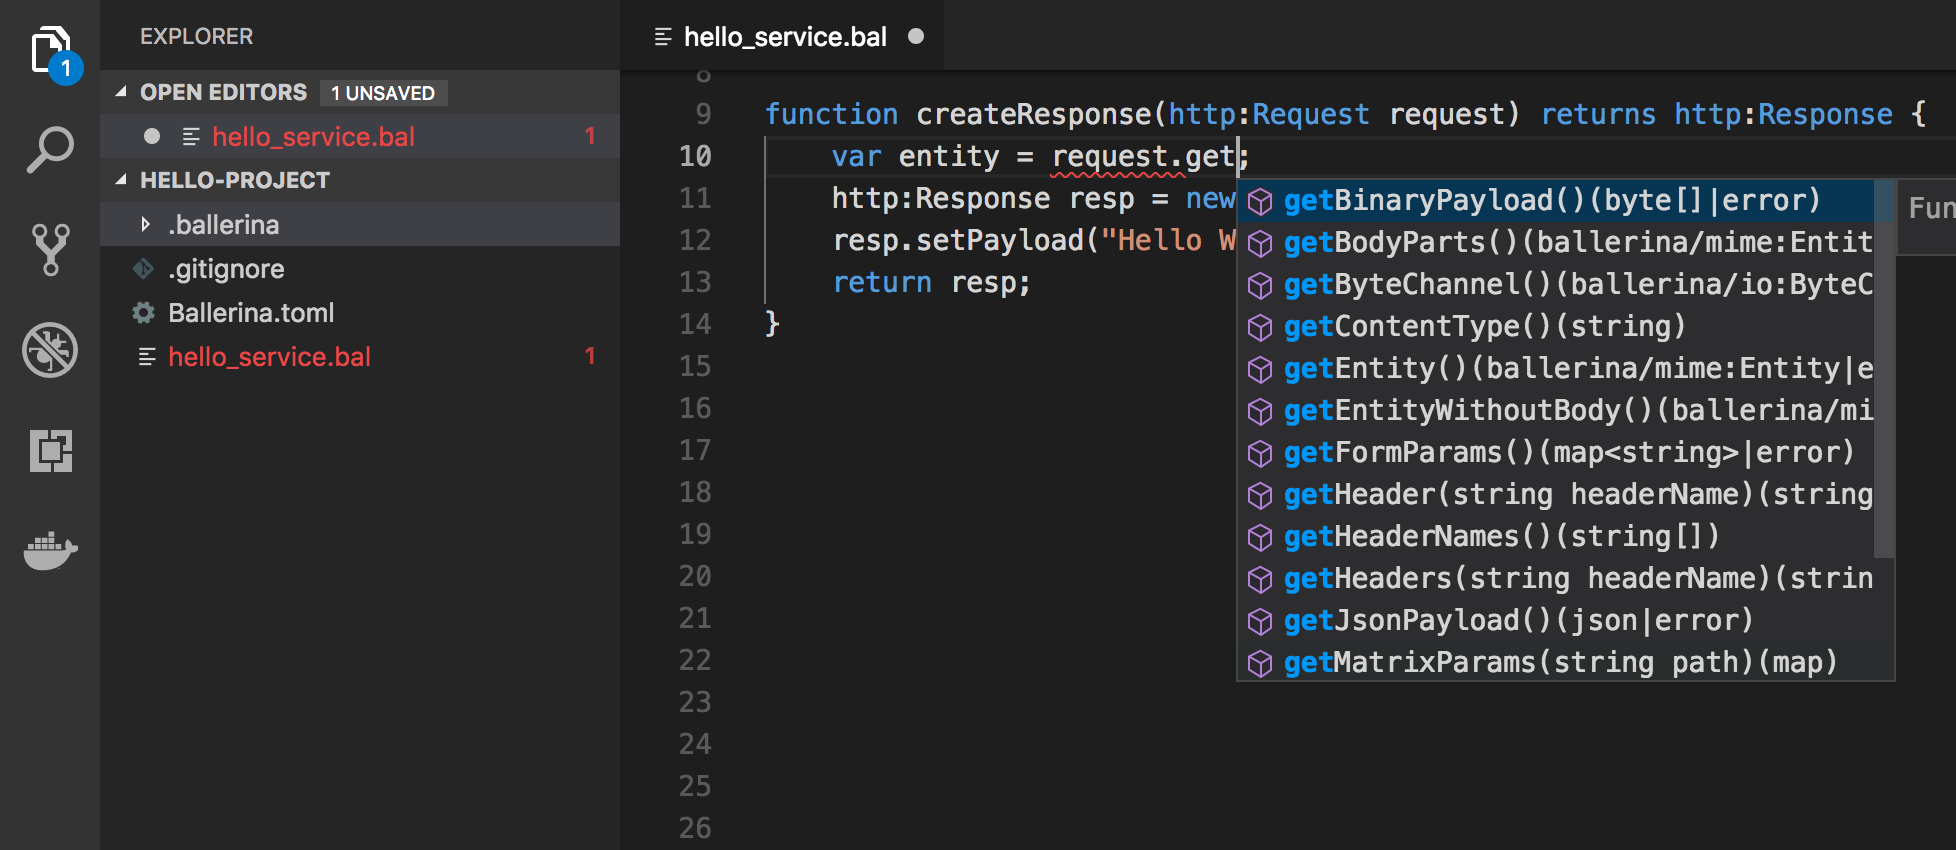 1
EXPLORER
OPEN EDITORS 1 UNSAVED
hello_service.bal 1
HELLO-PROJECT
.ballerina
.gitignore
Ballerina.toml
hello_service.bal 1
hello_service.bal
8
9 function createResponse(http:Request request) returns http:Response {
10 var entity = request.get;
11 http:Response resp = new
12 resp.setPayload("Hello W
13 return resp;
14 }
15
16
17
18
19
20
21
22
23
24
25
26
getBinaryPayload()(byte[]|error)
getBodyParts()(ballerina/mime:Entit
getByteChannel()(ballerina/io:ByteC
getContentType()(string)
getEntity()(ballerina/mime:Entity|e
getEntityWithoutBody()(ballerina/mi
getFormParams()(map<string>|error)
getHeader(string headerName)(string
getHeaderNames()(string[])
getHeaders(string headerName)(strin
getJsonPayload()(json|error)
getMatrixParams(string path)(map)
Fun